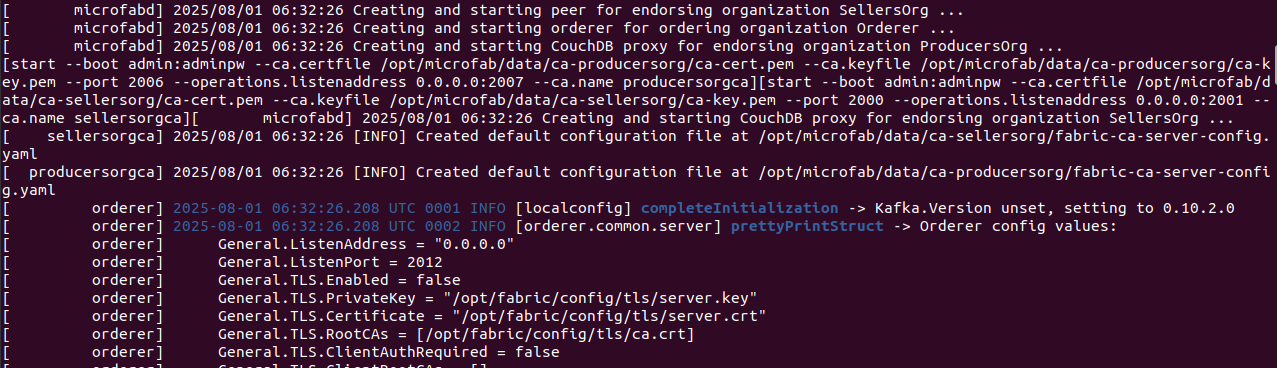 [       microfabd] 2025/08/01 06:32:26 Creating and starting peer for endorsing organization SellersOrg ...
[       microfabd] 2025/08/01 06:32:26 Creating and starting orderer for ordering organization Orderer ...
[       microfabd] 2025/08/01 06:32:26 Creating and starting CouchDB proxy for endorsing organization ProducersOrg ...
[start --boot admin:adminpw --ca.certfile /opt/microfab/data/ca-producersorg/ca-cert.pem --ca.keyfile /opt/microfab/data/ca-producersorg/ca-k
ey.pem --port 2006 --operations.listenaddress 0.0.0.0:2007 --ca.name producersorgca][start --boot admin:adminpw --ca.certfile /opt/microfab/d
ata/ca-sellersorg/ca-cert.pem --ca.keyfile /opt/microfab/data/ca-sellersorg/ca-key.pem --port 2000 --operations.listenaddress 0.0.0.0:2001 --
ca.name sellersorgca][       microfabd] 2025/08/01 06:32:26 Creating and starting CouchDB proxy for endorsing organization SellersOrg ...
[    sellersorgca] 2025/08/01 06:32:26 [INFO] Created default configuration file at /opt/microfab/data/ca-sellersorg/fabric-ca-server-config.
yaml
[  producersorgca] 2025/08/01 06:32:26 [INFO] Created default configuration file at /opt/microfab/data/ca-producersorg/fabric-ca-server-confi
g.yaml
[         orderer] 2025-08-01 06:32:26.208 UTC 0001 INFO [localconfig] completeInitialization -> Kafka.Version unset, setting to 0.10.2.0
[         orderer] 2025-08-01 06:32:26.208 UTC 0002 INFO [orderer.common.server] prettyPrintStruct -> Orderer config values:
[         orderer]      General.ListenAddress = "0.0.0.0"
[         orderer]      General.ListenPort = 2012
[         orderer]      General.TLS.Enabled = false
[         orderer]      General.TLS.PrivateKey = "/opt/fabric/config/tls/server.key"
[         orderer]      General.TLS.Certificate = "/opt/fabric/config/tls/server.crt"
[         orderer]      General.TLS.RootCAs = [/opt/fabric/config/tls/ca.crt]
[         orderer]      General.TLS.ClientAuthRequired = false
[         orderer]      General.TLS.ClientRootCAs = []